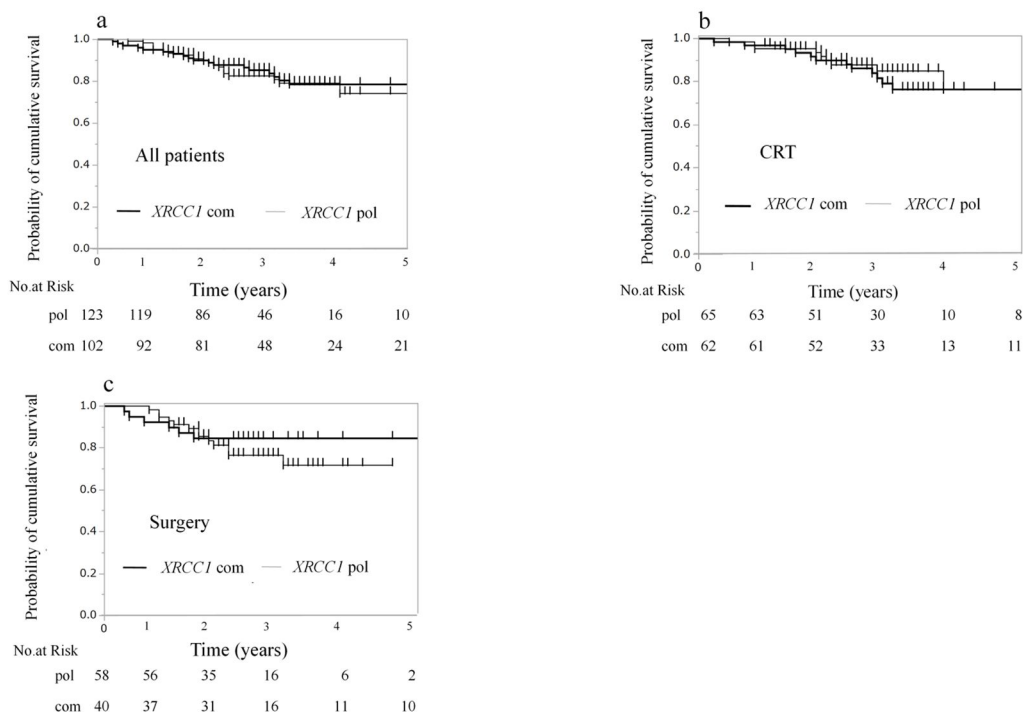 a
Probability of cumulative survival
1.0
0.8
0.6
0.4
0.2
0.0
All patients
XRCC1 com XRCC1 pol
0 1 2 3 4 5
No.at Risk Time (years)
pol 123 119 86 46 16 10
com 102 92 81 48 24 21
b
Probability of cumulative survival
1.0
0.8
0.6
0.4
0.2
0.0
CRT
XRCC1 com XRCC1 pol
0 1 2 3 4 5
No.at Risk Time (years)
pol 65 63 51 30 10 8
com 62 61 52 33 13 11
c
Probability of cumulative survival
1.0
0.8
0.6
0.4
0.2
0.0
Surgery
XRCC1 com XRCC1 pol
0 1 2 3 4 5
No.at Risk Time (years)
pol 58 56 35 16 6 2
com 40 37 31 16 11 10